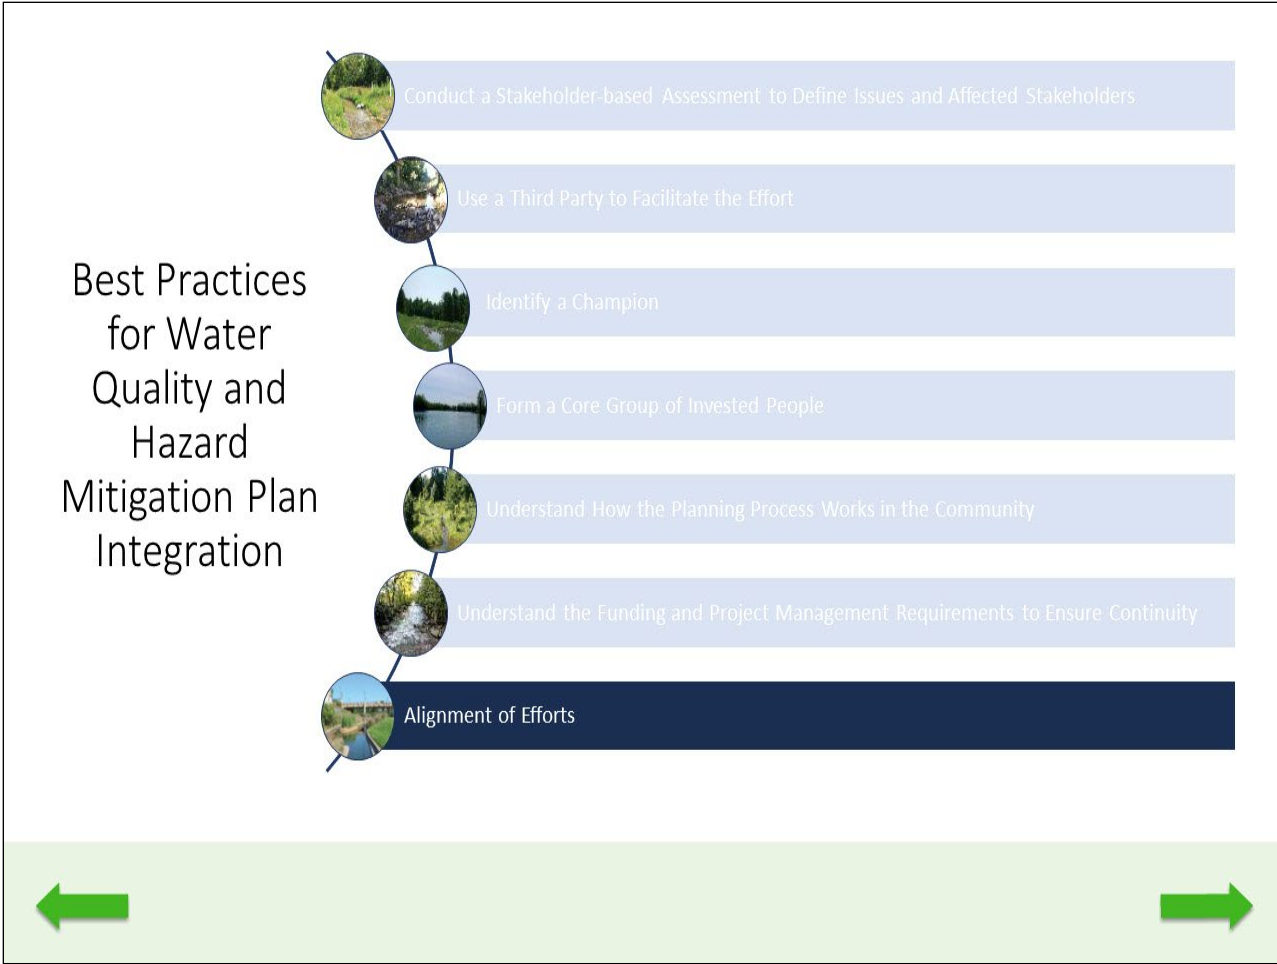 Best Practices
for Water
Quality and
Hazard
Mitigation Plan
Integration
Conduct a Stakeholder-based Assessment to Define Issues and Affected Stakeholders
Use a Third Party to Facilitate the Effort
Identify a Champion
Form a Core Group of Invested People
Understand How the Planning Process Works in the Community
Understand the Funding and Project Management Requirements to Ensure Continuity
Alignment of Efforts